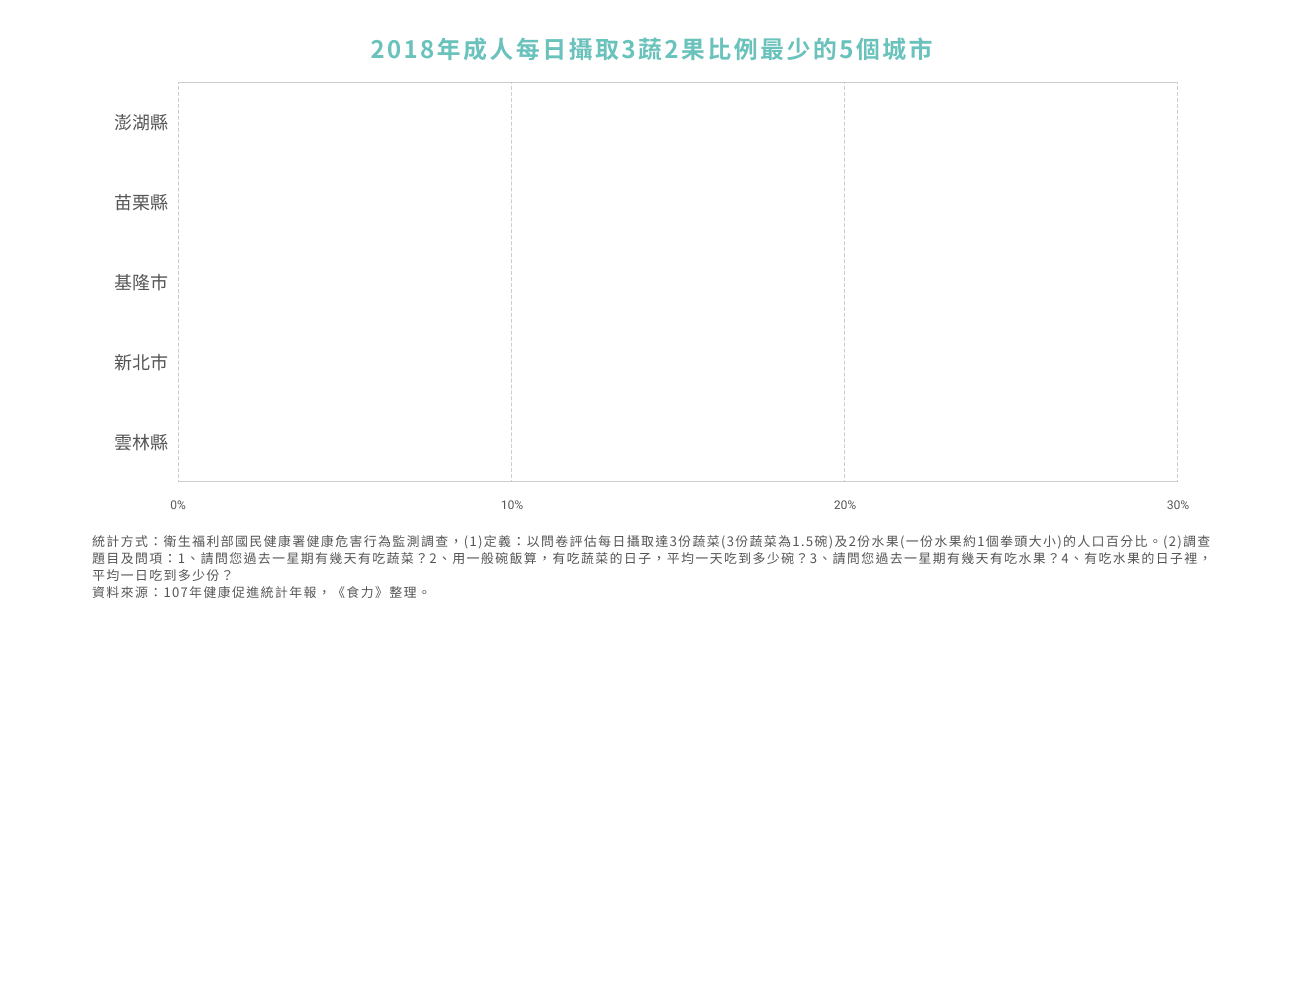 2018年成人每日攝取3蔬2果比例最少的5個城市
澎湖縣
苗栗縣
基隆市
新北市
雲林縣
0% 10% 20% 30%
統計方式：衛生福利部國民健康署健康危害行為監測調查，(1)定義：以問卷評估每日攝取達3份蔬菜(3份蔬菜為1.5碗)及2份水果(一份水果約1個拳頭大小)的人口百分比。(2)調查
題目及問項：1、請問您過去一星期有幾天有吃蔬菜？2、用一般碗飯算，有吃蔬菜的日子，平均一天吃到多少碗？3、請問您過去一星期有幾天有吃水果？4、有吃水果的日子裡，
平均一日吃到多少份？
資料來源：107年健康促進統計年報，《食力》整理。